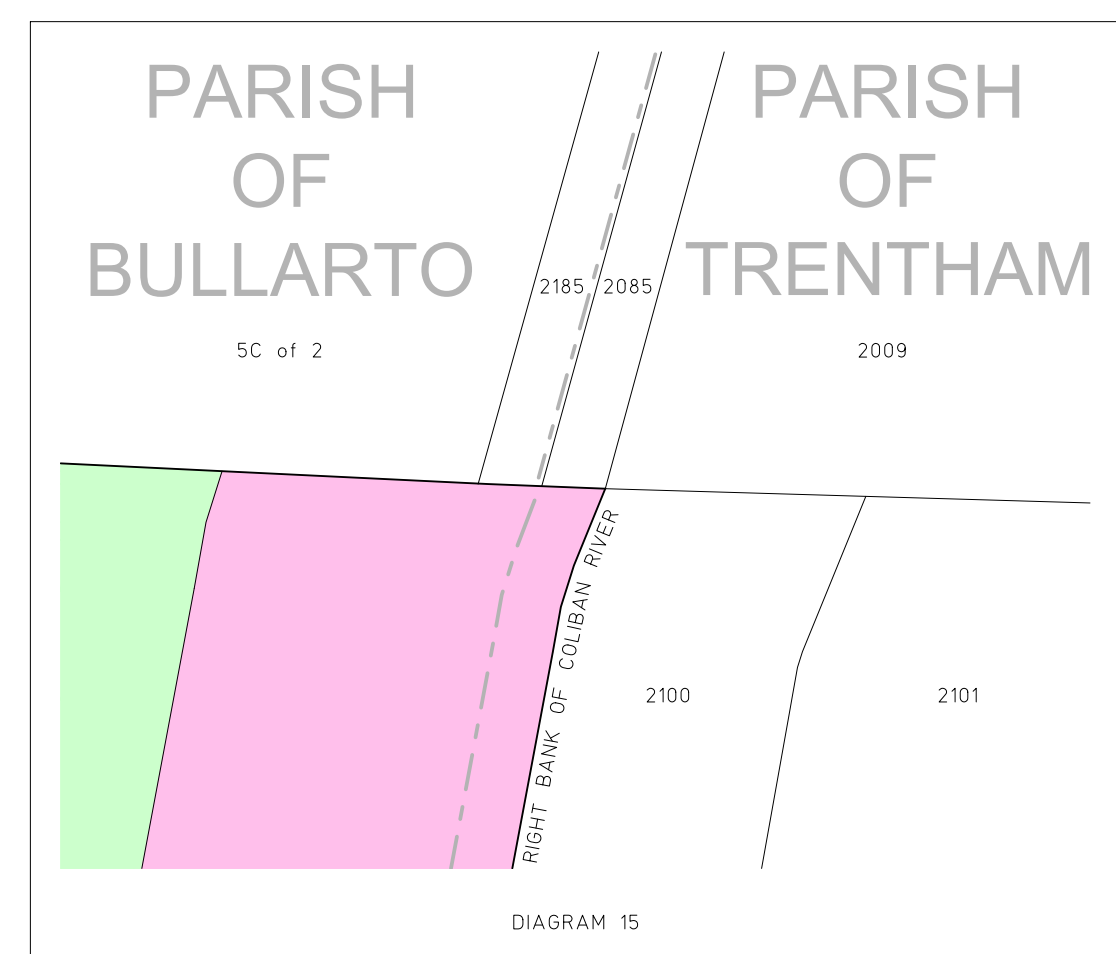 PARISH
OF
BULLARTO
PARISH
OF
TRENTHAM
2185
2085
5C of 2
2009
RIGHT BANK OF COLIBAN RIVER
2100
2101
DIAGRAM 15